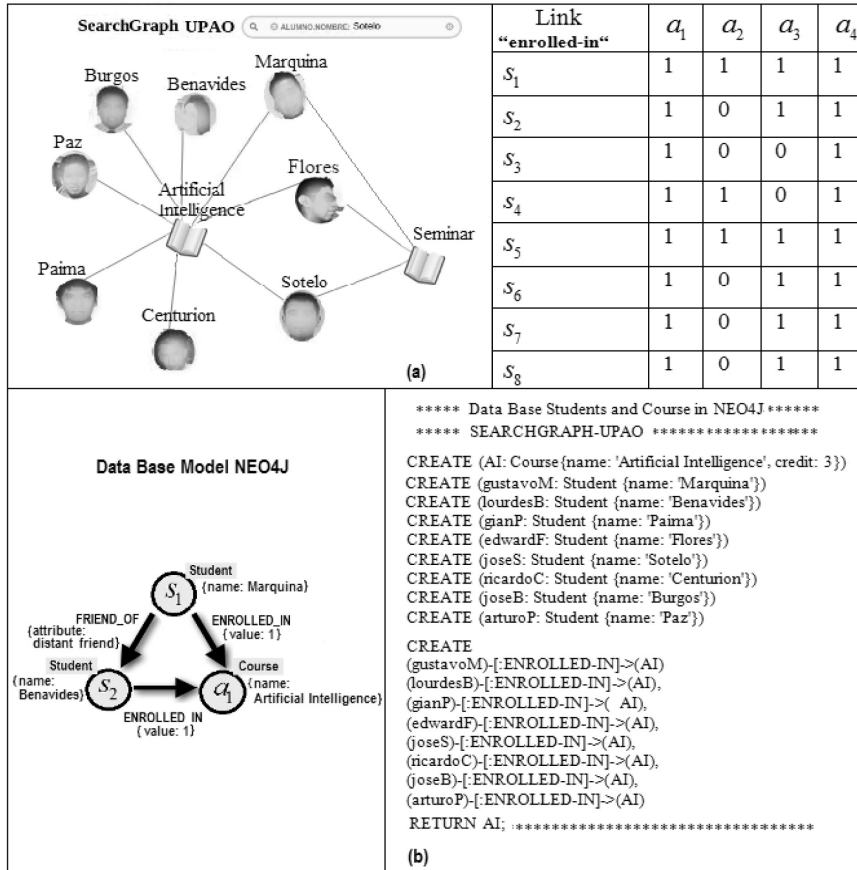 SearchGraph UPAO
ALUMNO.NOMBRE: Sotelo
Burgos
Benavides
Marquina
Paz
Artificial
Intelligence
Flores
Seminar
Paima
Sotelo
Centurion
(a)
Link "enrolled-in" a1 a2 a3 a4
s1 1 1 1 1
s2 1 0 1 1
s3 1 0 0 1
s4 1 1 0 1
s5 1 1 1 1
s6 1 0 1 1
s7 1 0 1 1
s8 1 0 1 1
Data Base Model NEO4J
Student
s1 {name: Marquina}
FRIEND_OF
{attribute:
distant friend}
ENROLLED_IN
{value: 1}
Student
{name:
Benavides}
s2
Course
a1
{name:
Artificial Intelligence}
ENROLLED_IN
{value: 1}
***** Data Base Students and Course in NEO4J ******
***** SEARCHGRAPH-UPAO *******************
CREATE (AI: Course{name: 'Artificial Intelligence', credit: 3})
CREATE (gustavoM: Student {name: 'Marquina'})
CREATE (lourdesB: Student {name: 'Benavides'})
CREATE (gianP: Student {name: 'Paima'})
CREATE (edwardF: Student {name: 'Flores'})
CREATE (joseS: Student {name: 'Sotelo'})
CREATE (ricardoC: Student {name: 'Centurion'})
CREATE (joseB: Student {name: 'Burgos'})
CREATE (arturoP: Student {name: 'Paz'})
CREATE
(gustavoM)-[:ENROLLED-IN]->(AI)
(lourdesB)-[:ENROLLED-IN]->(AI),
(gianP)-[:ENROLLED-IN]->( AI),
(edwardF)-[:ENROLLED-IN]->(AI),
(joseS)-[:ENROLLED-IN]->(AI),
(ricardoC)-[:ENROLLED-IN]->(AI),
(joseB)-[:ENROLLED-IN]->(AI),
(arturoP)-[:ENROLLED-IN]->(AI)
RETURN AI; **********************************
(b)